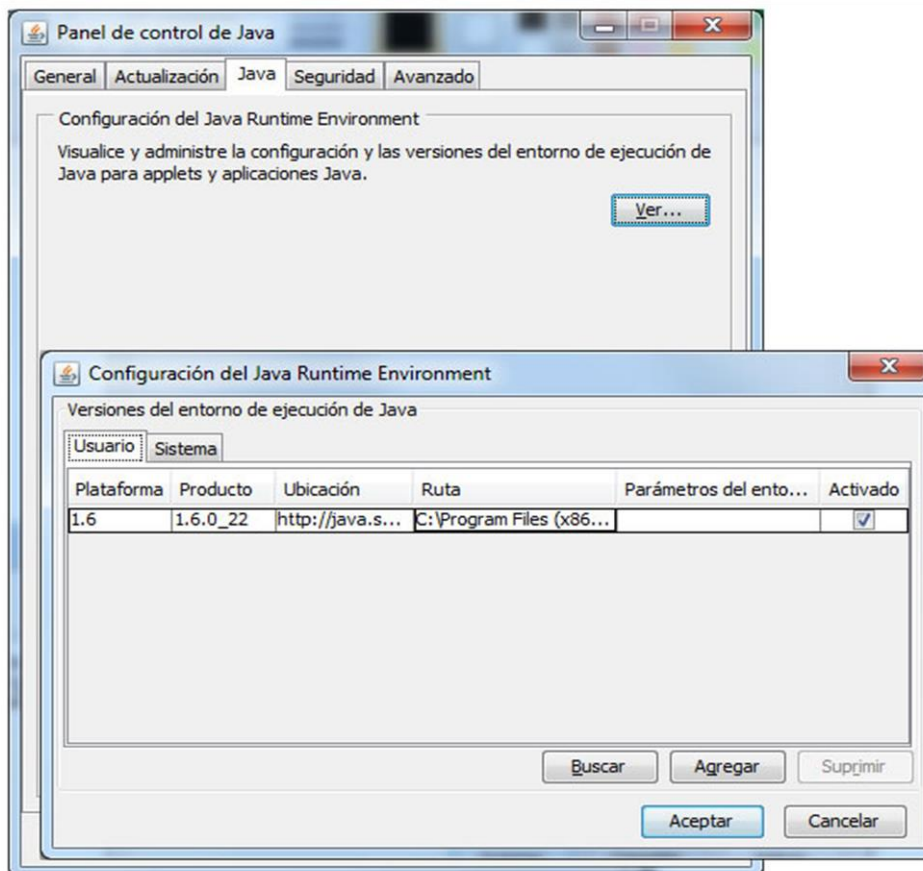 Panel de control de Java
General Actualización Java Seguridad Avanzado
Configuración del Java Runtime Environment
Visualice y administre la configuración y las versiones del entorno de ejecución de
Java para applets y aplicaciones Java.
Ver...
Configuración del Java Runtime Environment
Versiones del entorno de ejecución de Java
Usuario Sistema
Plataforma Producto Ubicación Ruta Parámetros del ento... Activado
1.6 1.6.0_22 http://java.s... C:\Program Files (x86...
Buscar Agregar Suprimir
Aceptar Cancelar